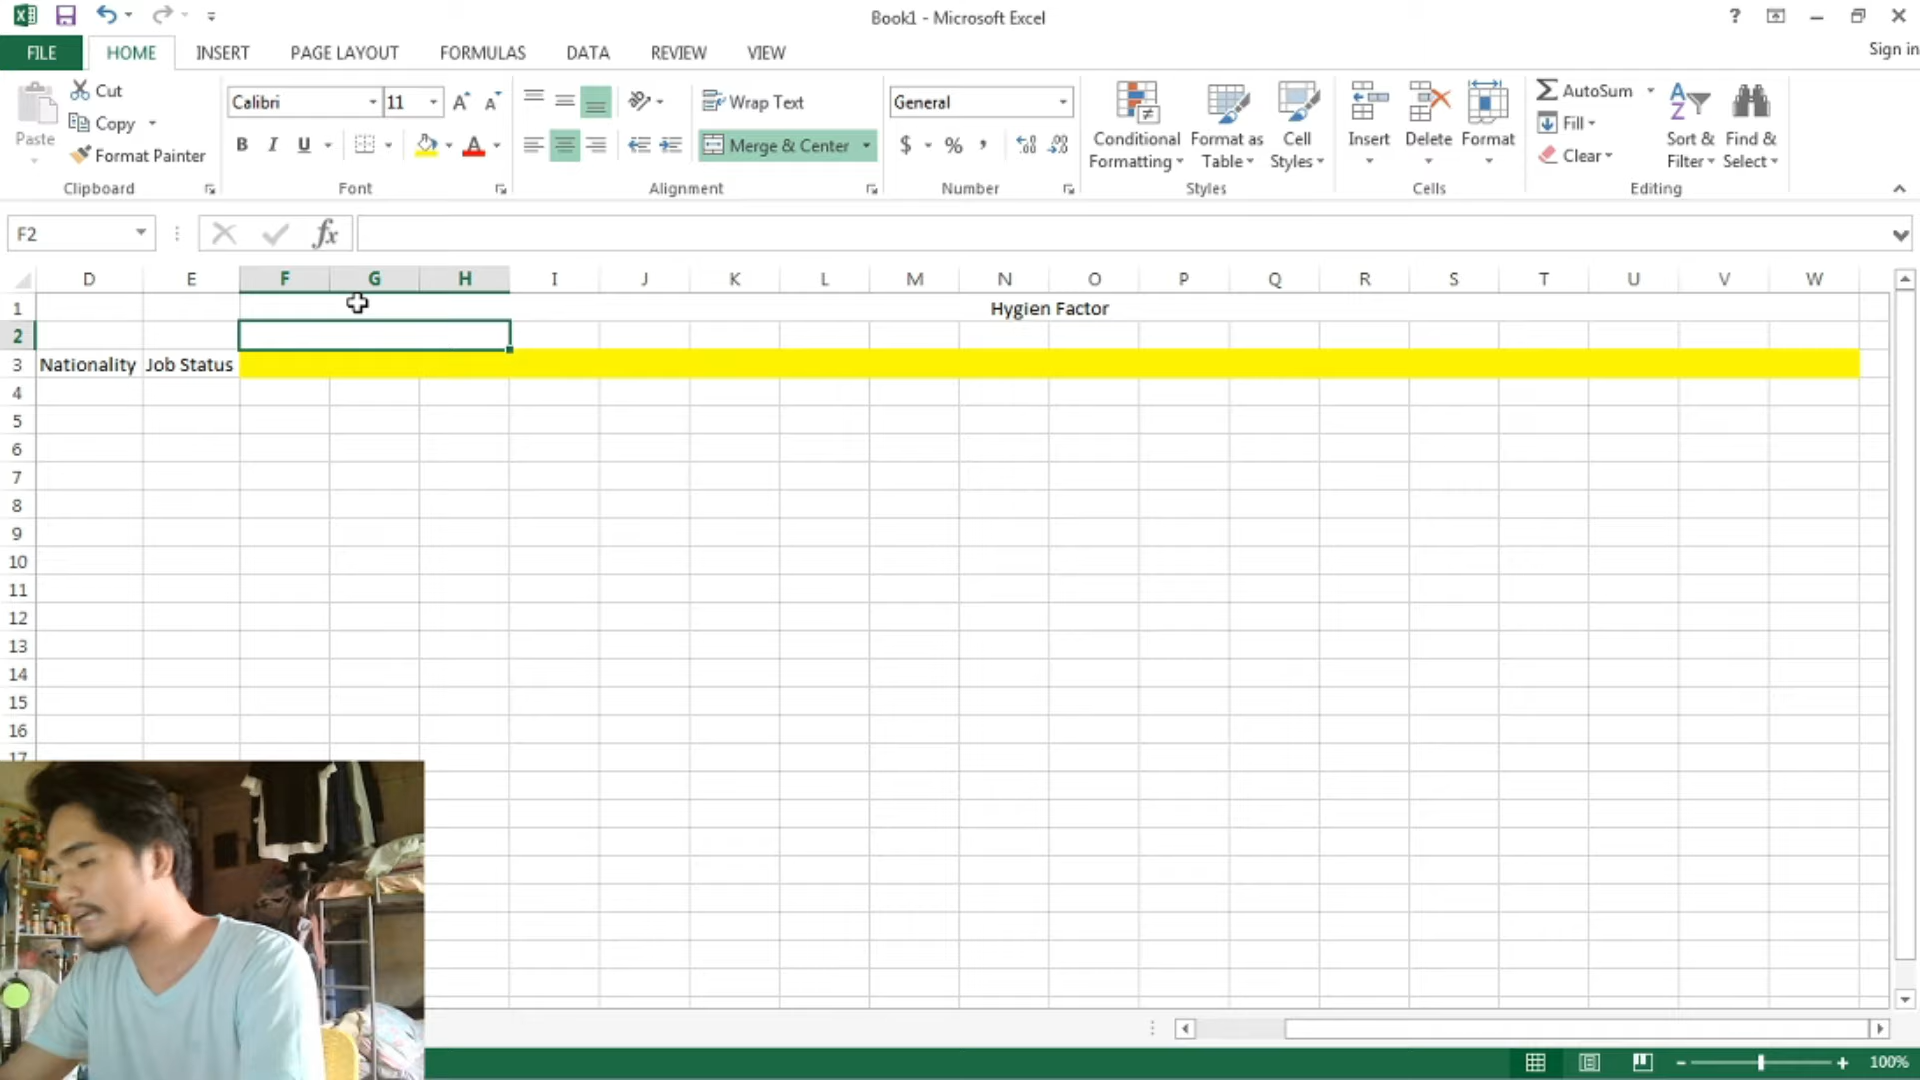 Book1 - Microsoft Excel
?
Sign in
FILE HOME INSERT PAGE LAYOUT FORMULAS DATA REVIEW VIEW
Paste
Cut
Copy
Format Painter
Clipboard
Calibri 11
B I U
Font
Wrap Text
Merge & Center
Alignment
General
$ % ,
Number
Conditional Formatting
Format as Table
Cell Styles
Styles
Insert
Delete
Format
Cells
AutoSum
Fill
Clear
Sort & Filter
Find & Select
Editing
F2
fx
D E F G H I J K L M N O P Q R S T U V W
1 Hygien Factor
2
3 Nationality Job Status
4
5
6
7
8
9
10
11
12
13
14
15
16
17
100%